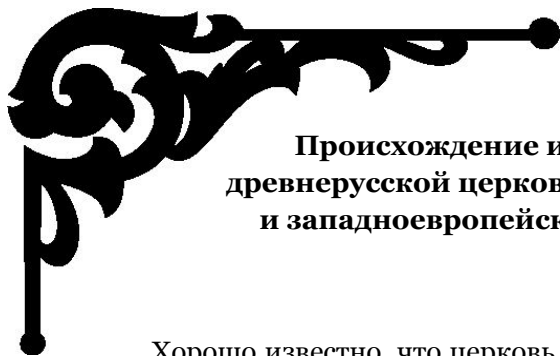 Происхождение и
древнерусской церков
и западноевропейск
Хорошо известно, что церковь